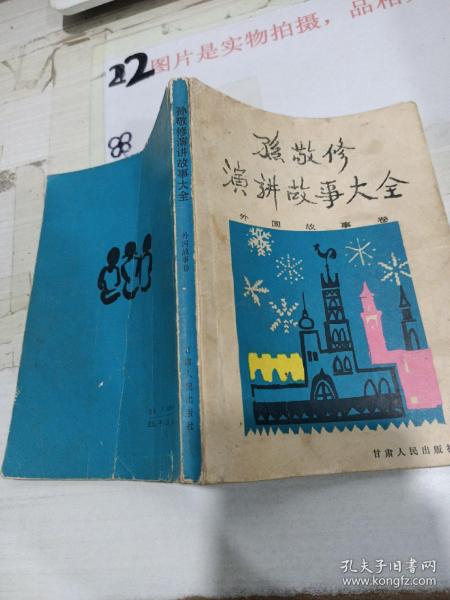 22图片是实物拍摄，品相
孙敬修
演讲故事大全
外国故事卷
甘肃人民出版社
孙敬修演讲故事大全
外国故事卷
甘肃人民出版社
孔夫子旧书网
www.kongfz.com